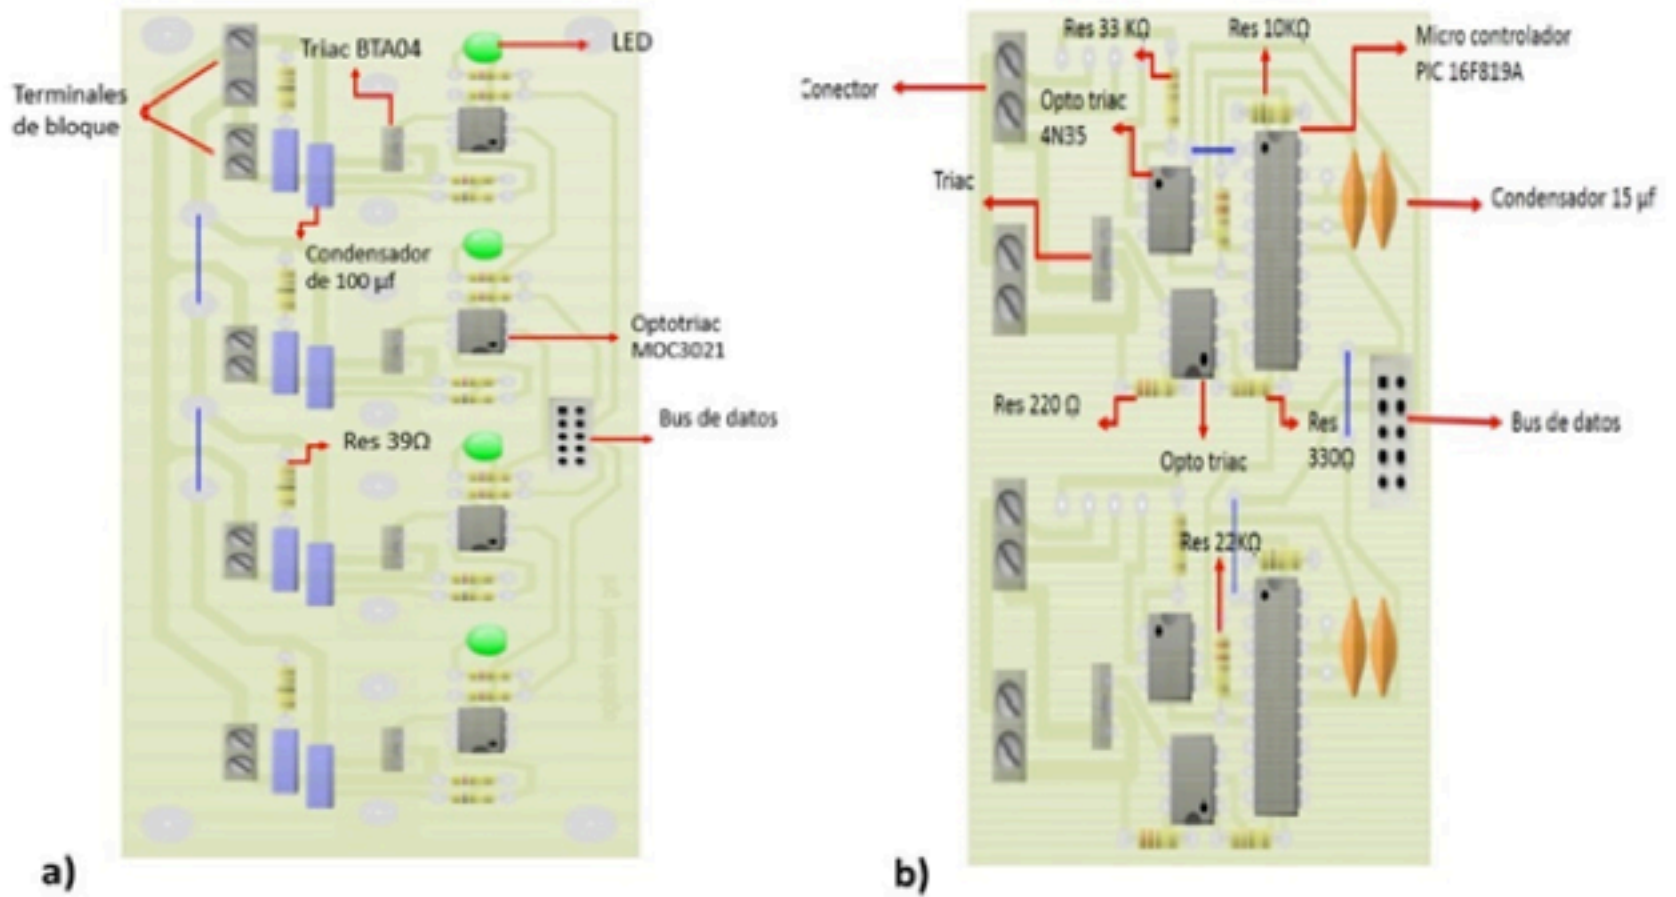 Terminales
de bloque
Triac BTA04
LED
Condensador
de 100 µf
Optotriac
MOC3021
Bus de datos
Res 39Ω
a)
Res 33 KΩ
Res 10KΩ
Micro controlador
PIC 16F819A
Conector
Opto triac
4N35
Triac
Condensador 15 µf
Res 220 Ω
Res
330Ω
Bus de datos
Opto triac
Res 22KΩ
b)